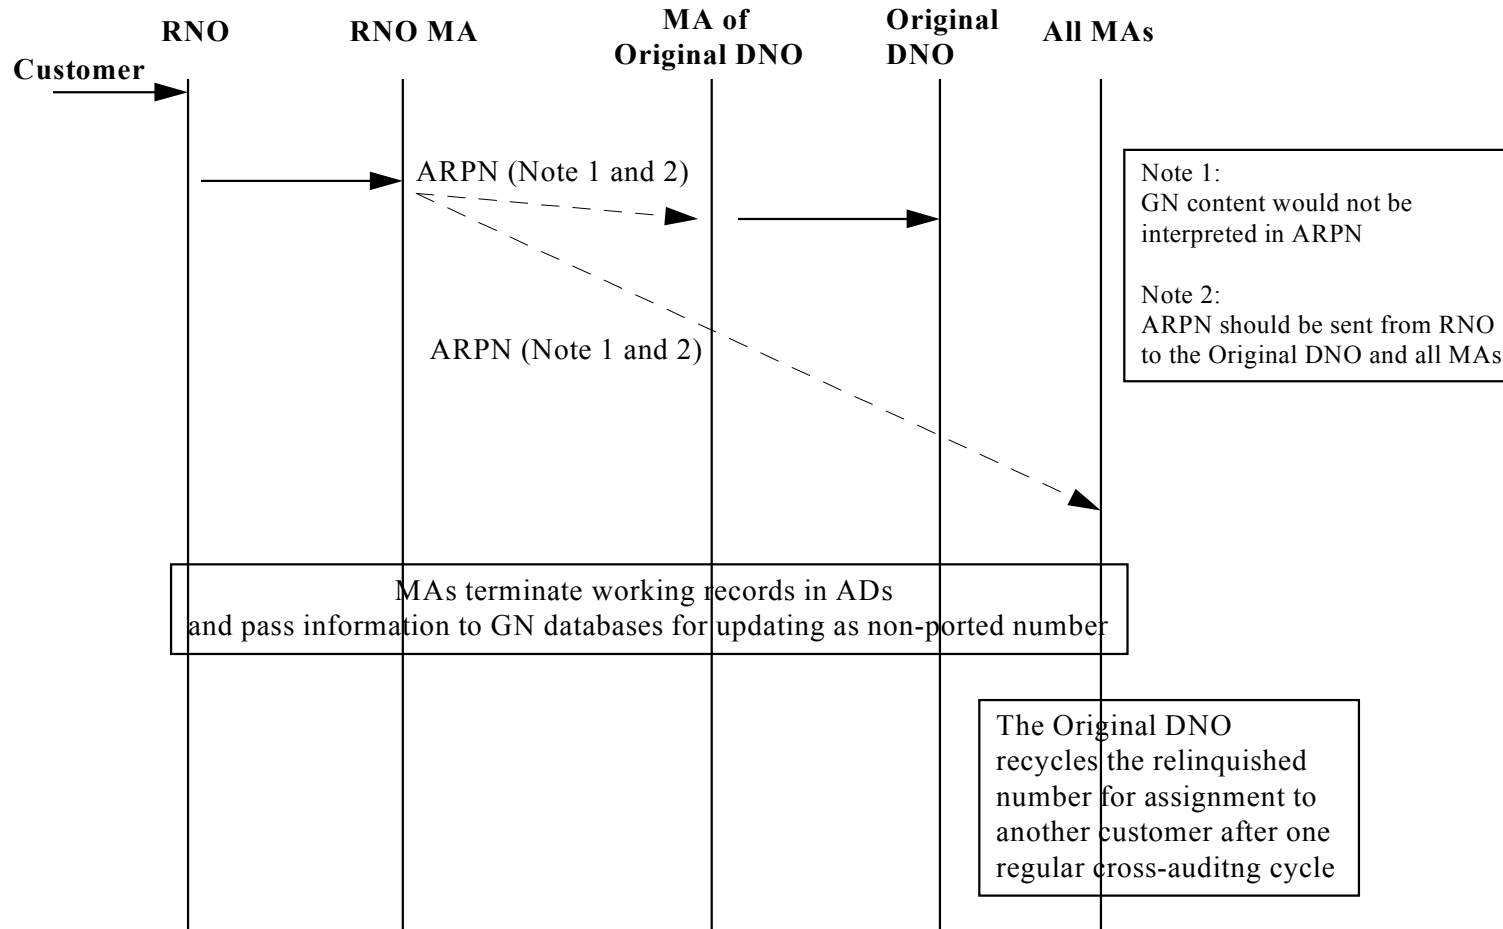 RNO
RNO MA
MA of
Original DNO
Original
DNO
All MAs
Customer
ARPN (Note 1 and 2)
ARPN (Note 1 and 2)
Note 1:
GN content would not be
interpreted in ARPN
Note 2:
ARPN should be sent from RNO
to the Original DNO and all MAs
MAs terminate working records in ADs
and pass information to GN databases for updating as non-ported number
The Original DNO
recycles the relinquished
number for assignment to
another customer after one
regular cross-auditng cycle